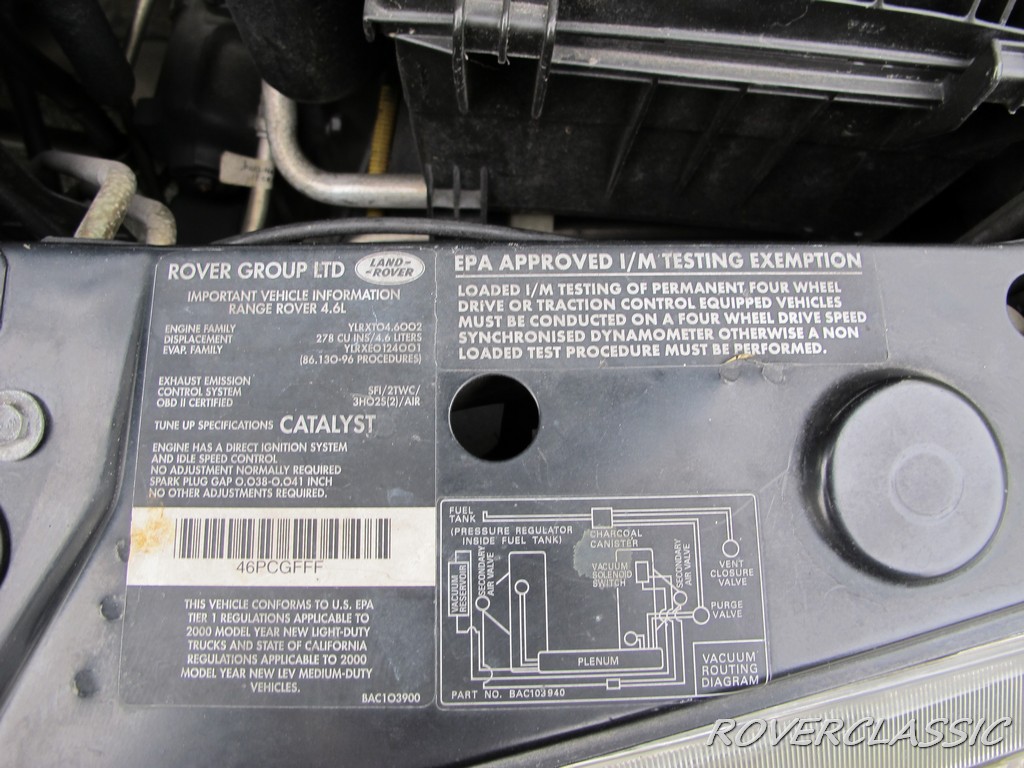 ROVER GROUP LTD
LAND-
-ROVER
IMPORTANT VEHICLE INFORMATION
RANGE ROVER 4.6L
ENGINE FAMILY YLRXT04.6002
DISPLACEMENT 278 CU INS/4.6 LITERS
EVAP. FAMILY YLRXE0124001
(86.130-96 PROCEDURES)
EXHAUST EMISSION
CONTROL SYSTEM SFI/2TWC/
OBD II CERTIFIED 3HO2S(2)/AIR
TUNE UP SPECIFICATIONS CATALYST
ENGINE HAS A DIRECT IGNITION SYSTEM
AND IDLE SPEED CONTROL
NO ADJUSTMENT NORMALLY REQUIRED
SPARK PLUG GAP 0.038-0.041 INCH
NO OTHER ADJUSTMENTS REQUIRED.
46PCGFFF
THIS VEHICLE CONFORMS TO U.S. EPA
TIER 1 REGULATIONS APPLICABLE TO
2000 MODEL YEAR NEW LIGHT-DUTY
TRUCKS AND STATE OF CALIFORNIA
REGULATIONS APPLICABLE TO 2000
MODEL YEAR NEW LEV MEDIUM-DUTY
VEHICLES.
BAC103900
EPA APPROVED I/M TESTING EXEMPTION
LOADED I/M TESTING OF PERMANENT FOUR WHEEL
DRIVE OR TRACTION CONTROL EQUIPPED VEHICLES
MUST BE CONDUCTED ON A FOUR WHEEL DRIVE SPEED
SYNCHRONISED DYNAMOMETER OTHERWISE A NON
LOADED TEST PROCEDURE MUST BE PERFORMED.
FUEL
TANK
(PRESSURE REGULATOR
INSIDE FUEL TANK)
CHARCOAL
CANISTER
VACUUM
RESERVOIR
SECONDARY
AIR VALVE
VACUUM
SOLENOID
SWITCH
SECONDARY
AIR VALVE
VENT
CLOSURE
VALVE
PURGE
VALVE
PLENUM
VACUUM
ROUTING
DIAGRAM
PART NO. BAC103940
ROVERCLASSIC